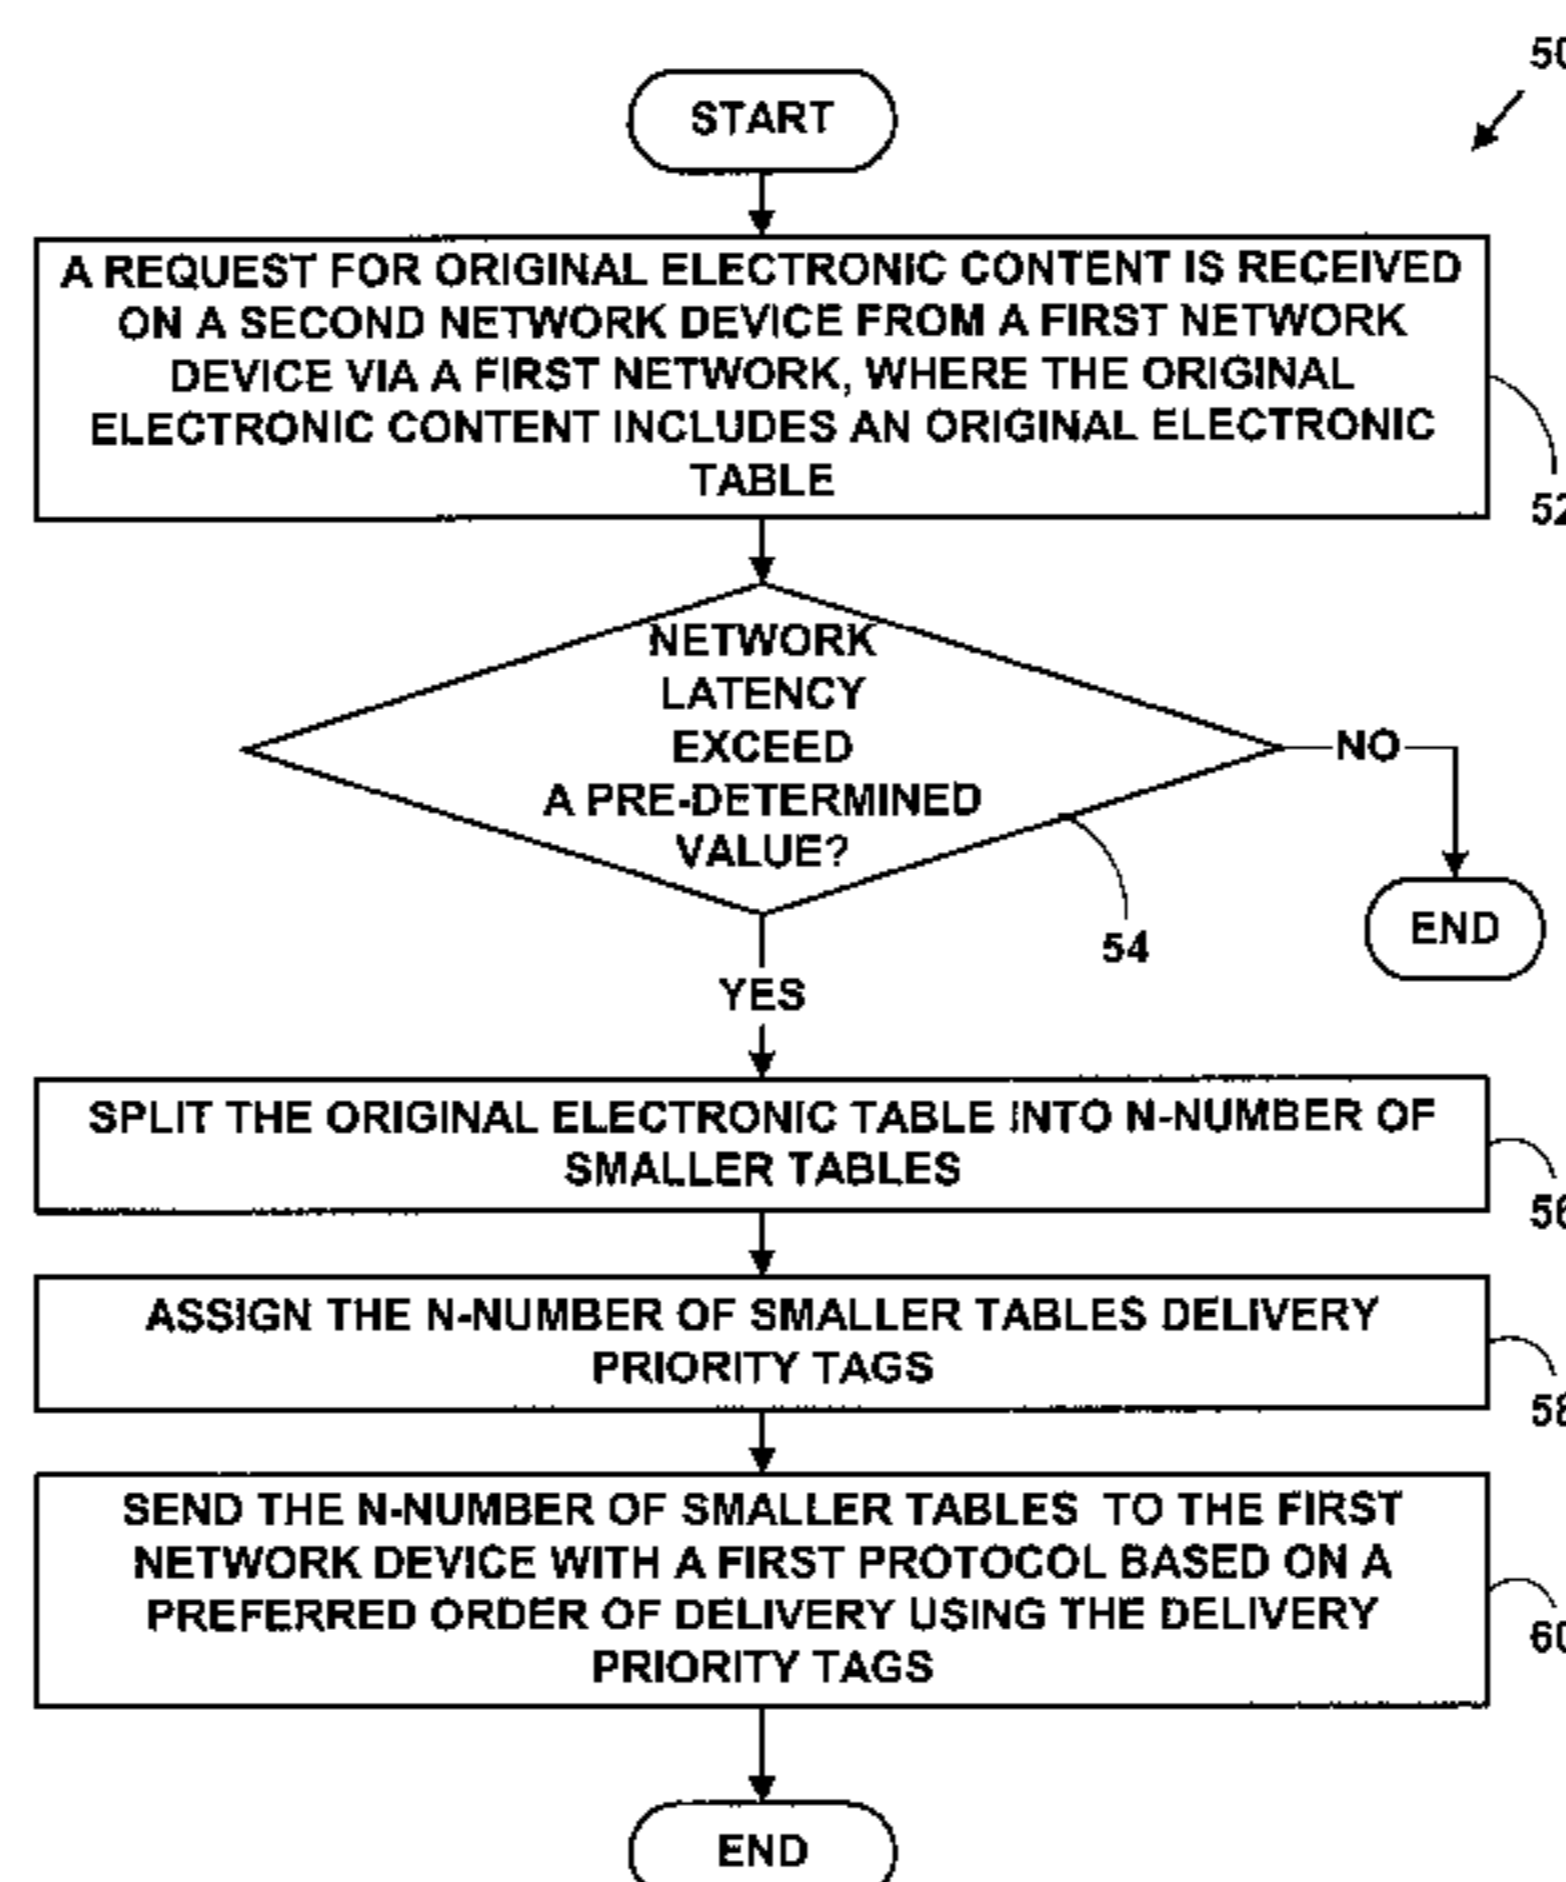 50
START
A REQUEST FOR ORIGINAL ELECTRONIC CONTENT IS RECEIVED
ON A SECOND NETWORK DEVICE FROM A FIRST NETWORK
DEVICE VIA A FIRST NETWORK, WHERE THE ORIGINAL
ELECTRONIC CONTENT INCLUDES AN ORIGINAL ELECTRONIC
TABLE
52
NETWORK
LATENCY
EXCEED
A PRE-DETERMINED
VALUE?
NO
54
END
YES
SPLIT THE ORIGINAL ELECTRONIC TABLE INTO N-NUMBER OF
SMALLER TABLES
56
ASSIGN THE N-NUMBER OF SMALLER TABLES DELIVERY
PRIORITY TAGS
58
SEND THE N-NUMBER OF SMALLER TABLES TO THE FIRST
NETWORK DEVICE WITH A FIRST PROTOCOL BASED ON A
PREFERRED ORDER OF DELIVERY USING THE DELIVERY
PRIORITY TAGS
60
END